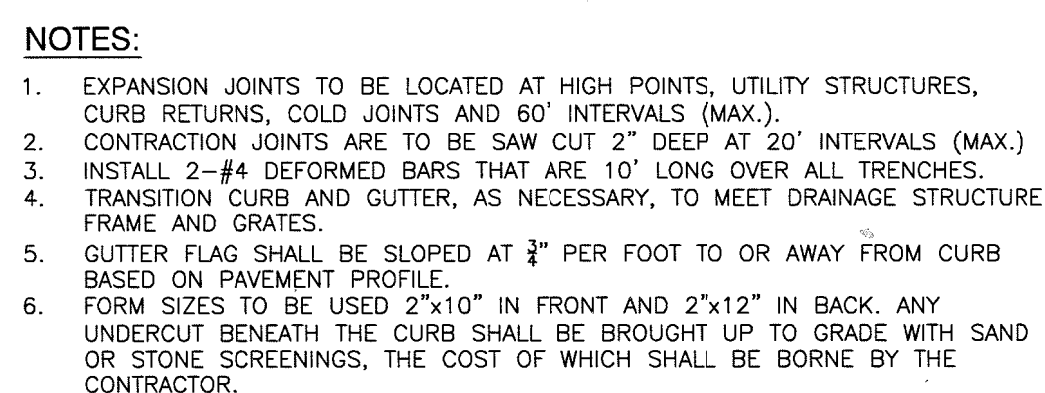 NOTES:
1. EXPANSION JOINTS TO BE LOCATED AT HIGH POINTS, UTILITY STRUCTURES,
CURB RETURNS, COLD JOINTS AND 60' INTERVALS (MAX.).
2. CONTRACTION JOINTS ARE TO BE SAW CUT 2" DEEP AT 20' INTERVALS (MAX.)
3. INSTALL 2-#4 DEFORMED BARS THAT ARE 10' LONG OVER ALL TRENCHES.
4. TRANSITION CURB AND GUTTER, AS NECESSARY, TO MEET DRAINAGE STRUCTURE
FRAME AND GRATES.
5. GUTTER FLAG SHALL BE SLOPED AT ¾" PER FOOT TO OR AWAY FROM CURB
BASED ON PAVEMENT PROFILE.
6. FORM SIZES TO BE USED 2"x10" IN FRONT AND 2"x12" IN BACK. ANY
UNDERCUT BENEATH THE CURB SHALL BE BROUGHT UP TO GRADE WITH SAND
OR STONE SCREENINGS, THE COST OF WHICH SHALL BE BORNE BY THE
CONTRACTOR.